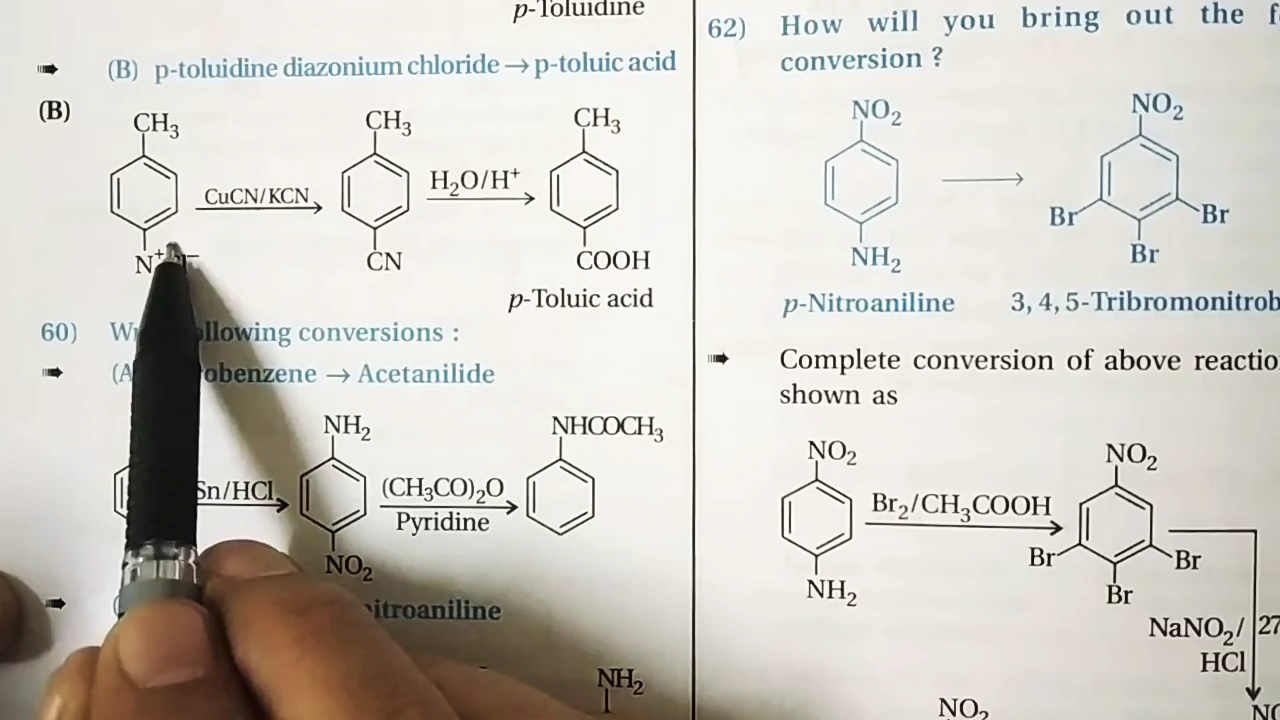 p-Toluidine
(B) p-toluidine diazonium chloride → p-toluic acid
(B)
CH₃ CH₃ CH₃
CuCN/KCN H₂O/H⁺
N⁺ CN COOH
p-Toluic acid
60) following conversions :
→ Acetanilide
NH₂ NHCOCH₃
Sn/HCl (CH₃CO)₂O
Pyridine
NO₂
nitroaniline
NH₂
62) How will you bring out the
conversion ?
NO₂ NO₂
Br Br
NH₂ Br
p-Nitroaniline 3, 4, 5-Tribromonitrob
Complete conversion of above reactio
shown as
NO₂ NO₂
Br₂/CH₃COOH
Br Br
NH₂ Br
NaNO₂/ 27
HCl
NO₂